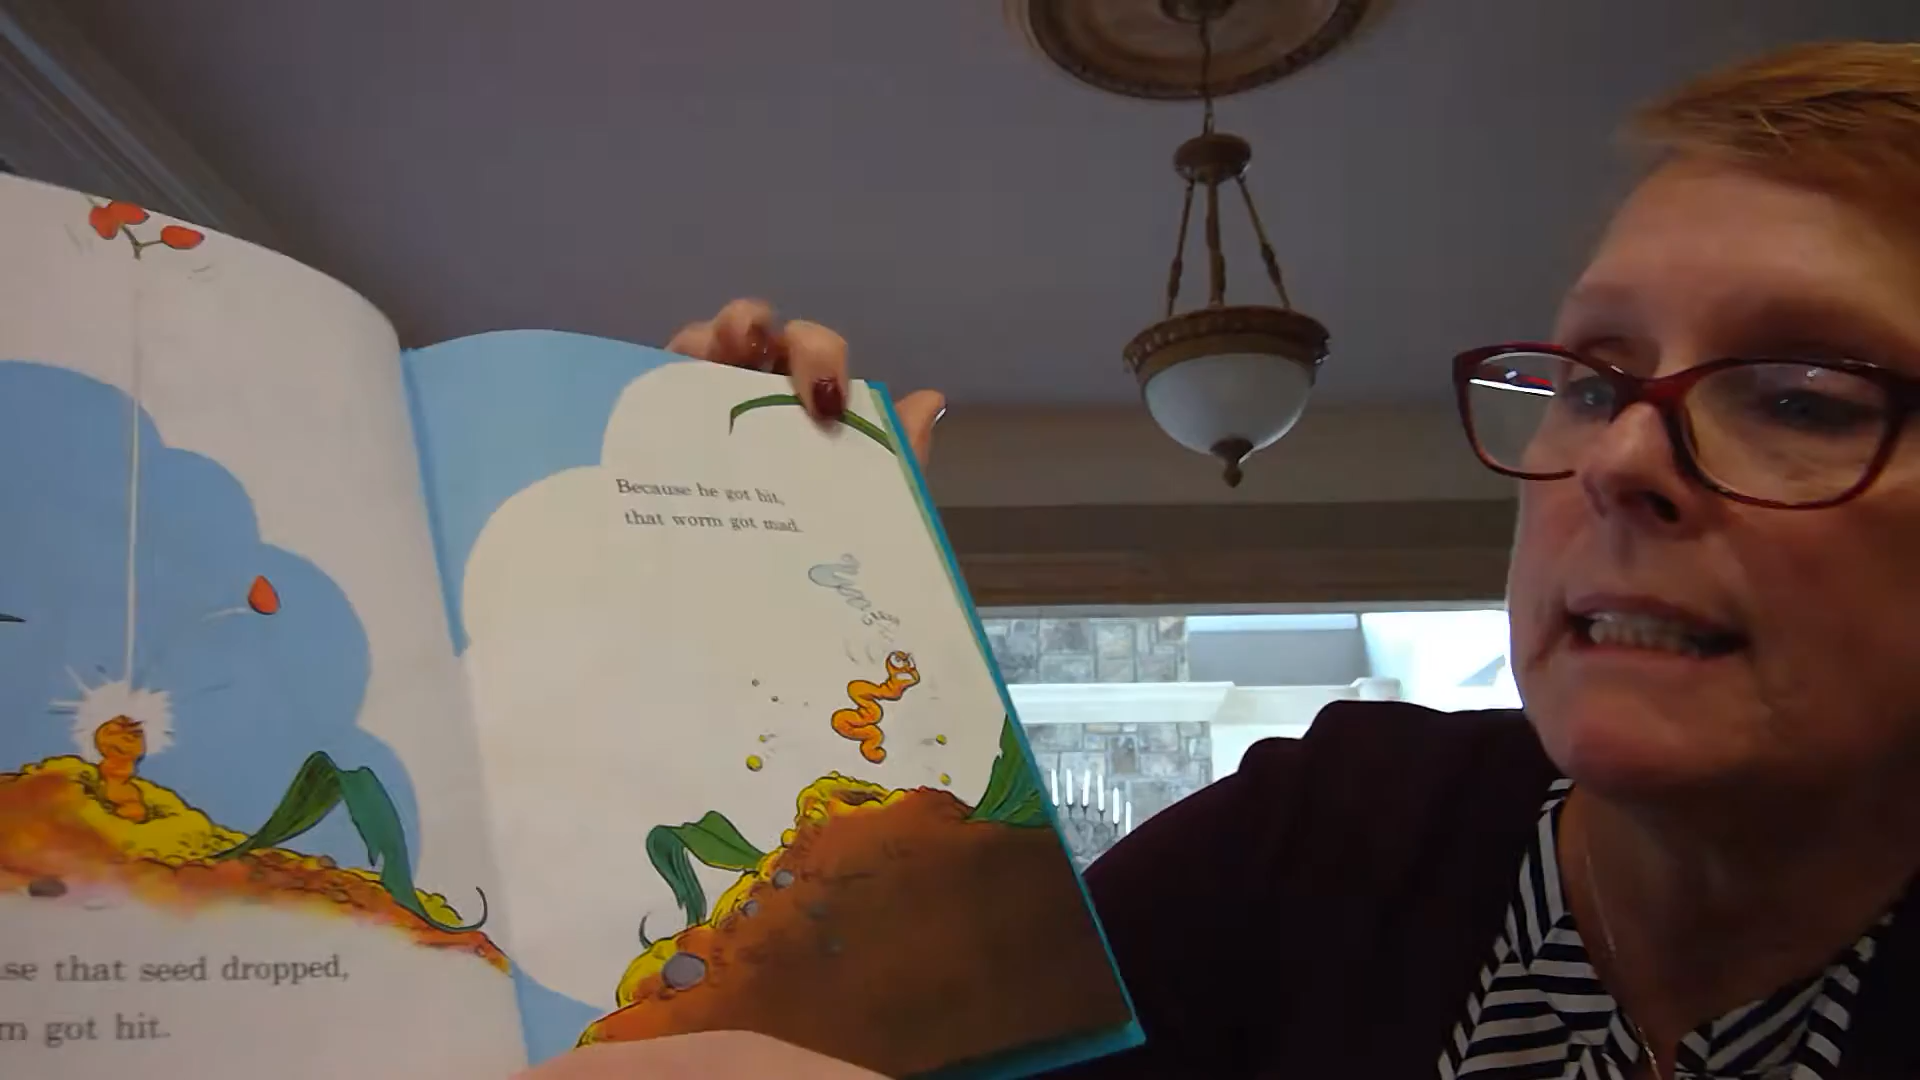 se that seed dropped,
m got hit.
Because he got hit,
that worm got mad.